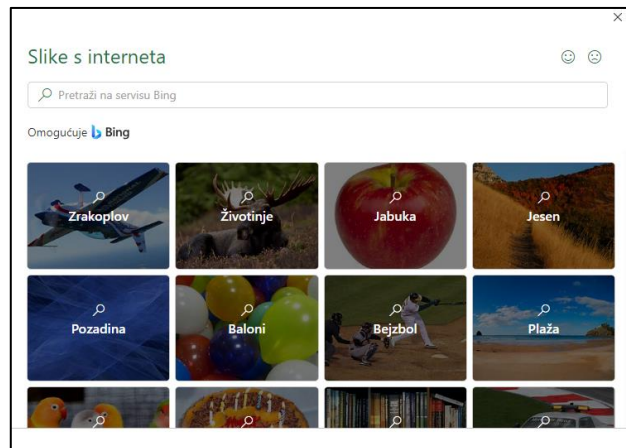 Slike s interneta
Pretraži na servisu Bing
Omogućuje Bing
Zrakoplov
Životinje
Jabuka
Jesen
Pozadina
Baloni
Bejzbol
Plaža